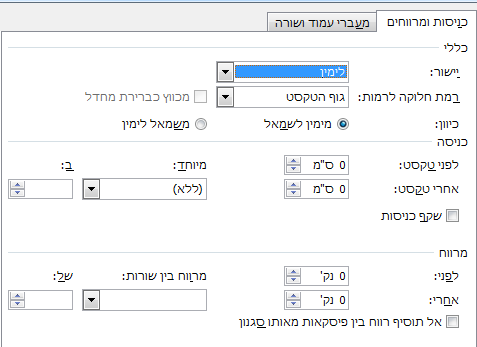 כניסות ומרווחים מעברי עמוד ושורה
כללי
יישור: לימין
רמת חלוקה לרמות: גוף הטקסט מכווץ כברירת מחדל
כיוון: מימין לשמאל משמאל לימין
כניסה
לפני טקסט: 0 ס"מ מיוחד: ב:
אחרי טקסט: 0 ס"מ (ללא)
שקף כניסות
מרווח
לפני: 0 נק' מרווח בין שורות: של:
אחרי: 0 נק'
אל תוסיף רווח בין פיסקאות מאותו סגנון